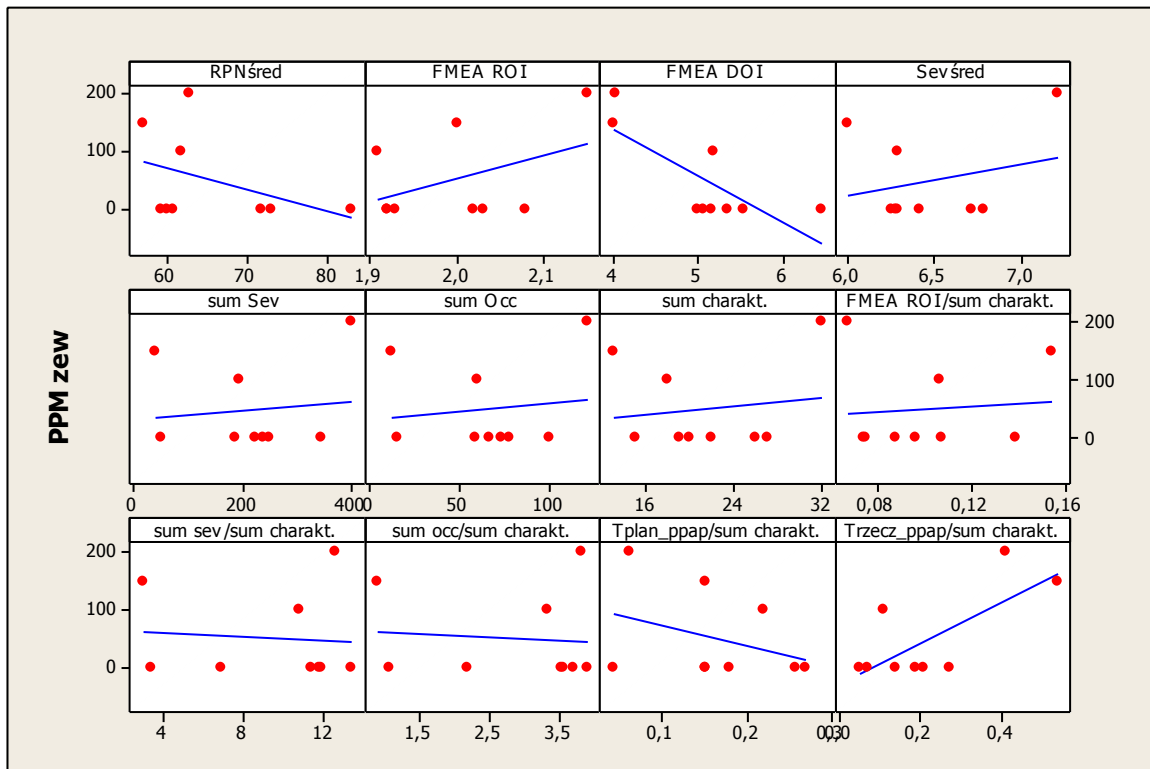 RPNśred FMEA ROI FMEA DOI Sevśred
200
100
0
60 70 80 1,9 2,0 2,1 4 5 6 6,0 6,5 7,0
sum Sev sum Occ sum charakt. FMEA ROI/sum charakt.
200
100
0
0 200 400 0 50 100 16 24 32 0,08 0,12 0,16
PPM zew
sum sev/sum charakt. sum occ/sum charakt. Tplan_ppap/sum charakt. Trzecz_ppap/sum charakt.
200
100
0
4 8 12 1,5 2,5 3,5 0,1 0,2 0,3 0,0 0,2 0,4